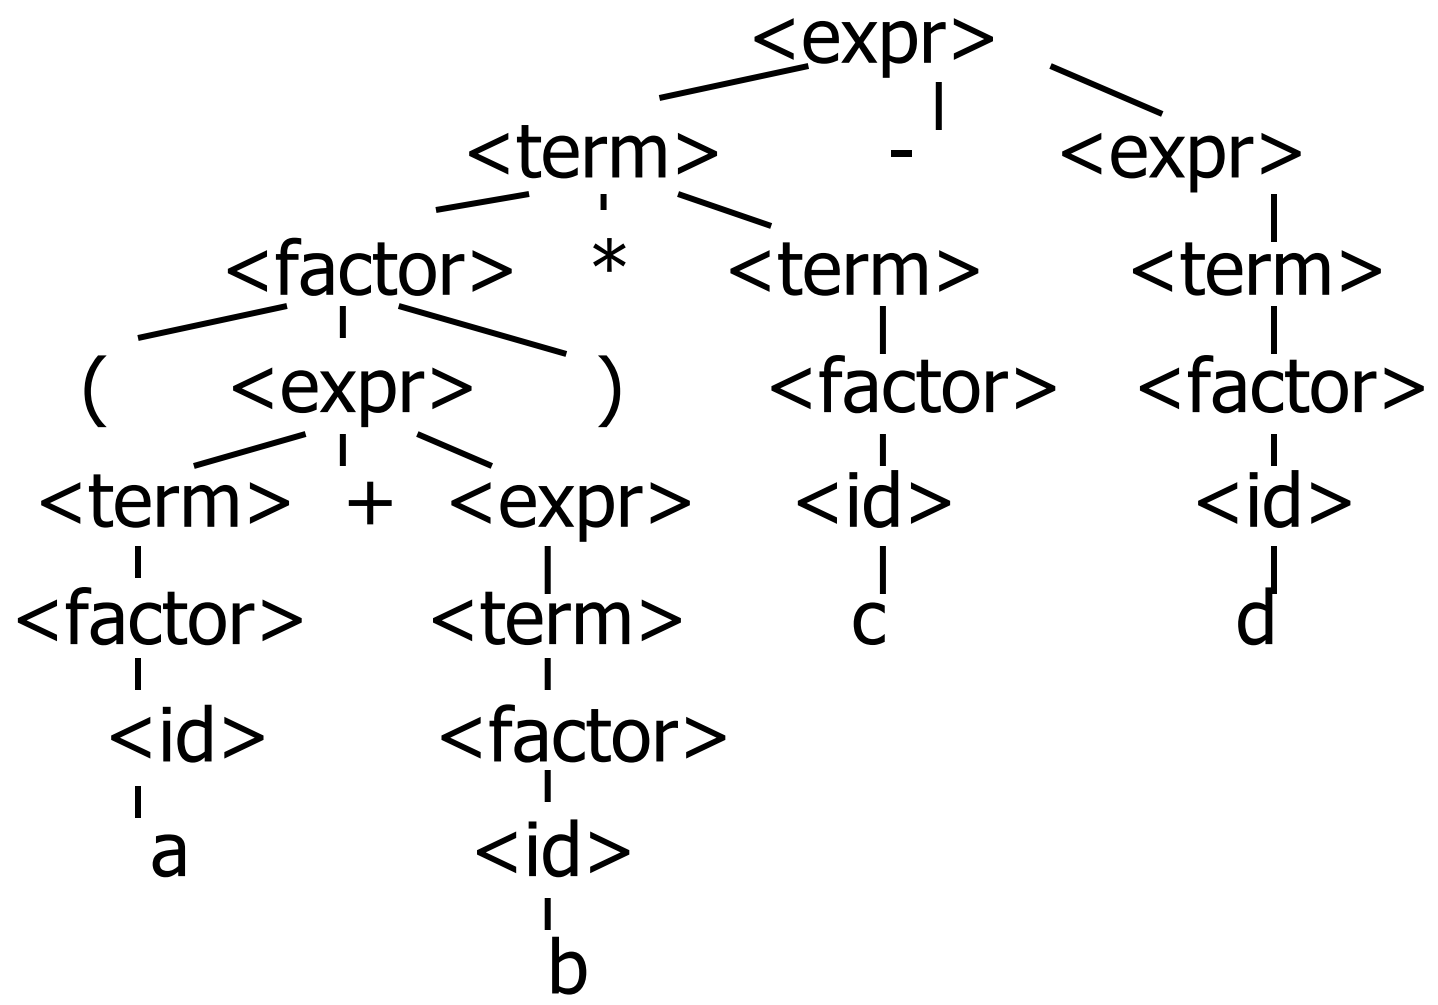 <expr>
<term> - <expr>
<factor> * <term> <term>
( <expr> ) <factor> <factor>
<term> + <expr> <id> <id>
<factor> <term> c d
<id> <factor>
a <id>
b